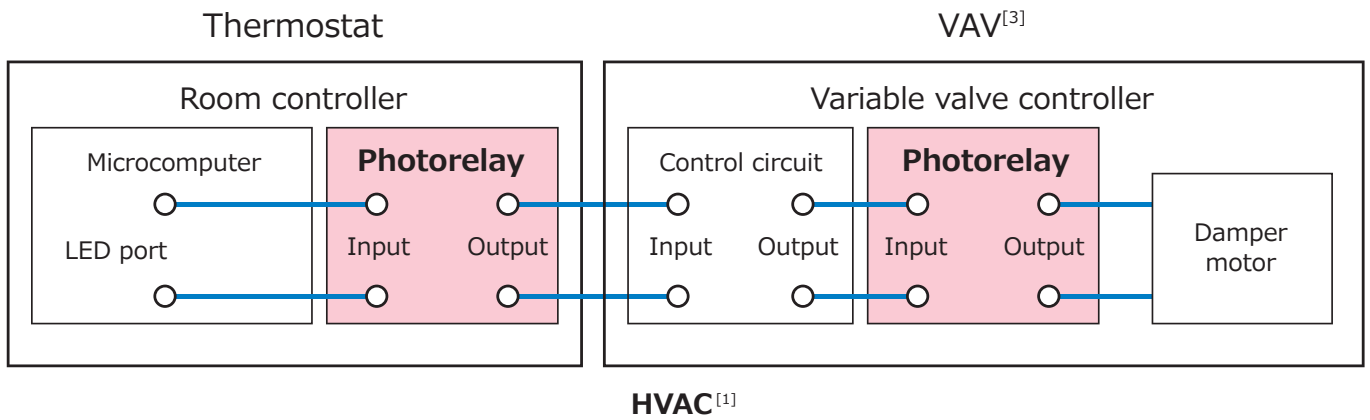 Thermostat
VAV[3]
Room controller
Variable valve controller
Microcomputer
Photorelay
Control circuit
Photorelay
LED port
Input
Output
Input
Output
Input
Output
Damper
motor
HVAC[1]